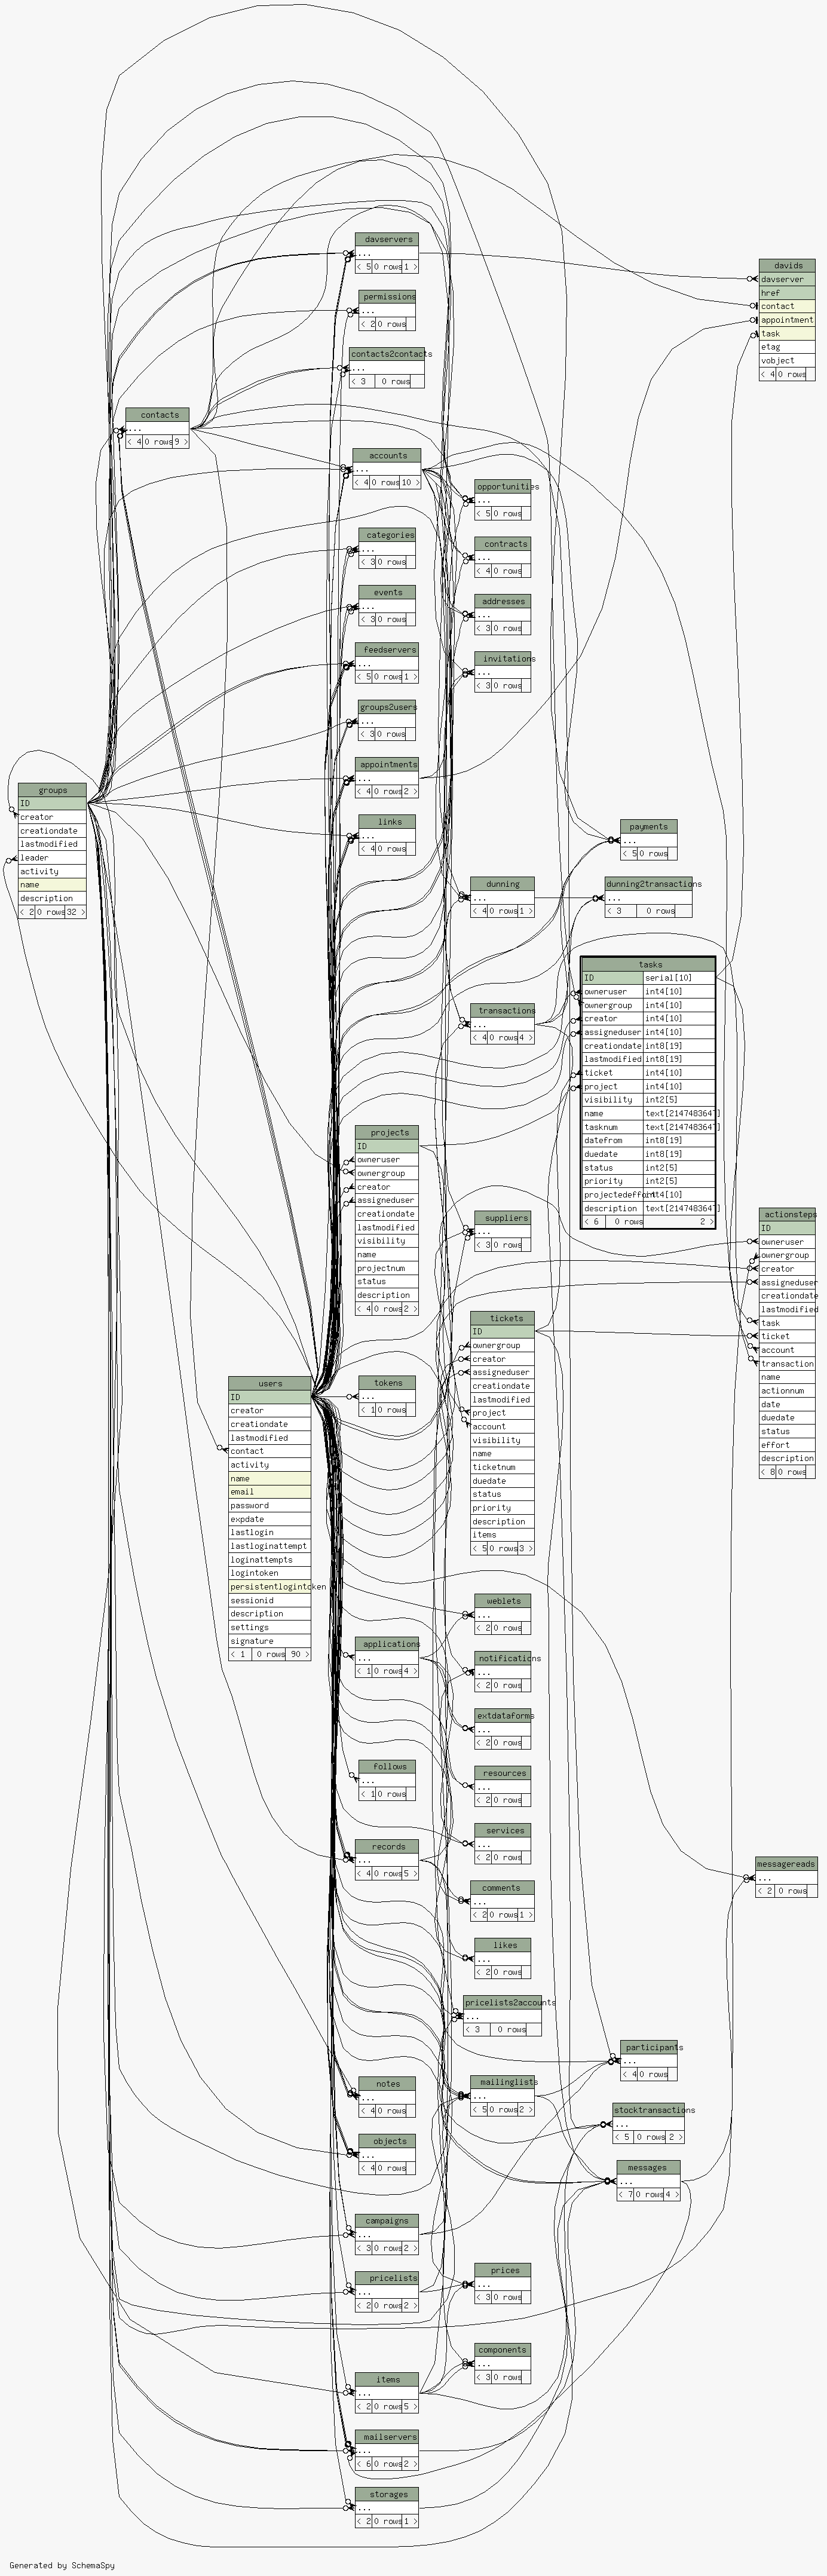 davservers
...
< 5 0 rows 1 >
permissions
...
< 2 0 rows
contacts2contacts
...
< 3 0 rows
contacts
...
< 4 0 rows 9 >
accounts
...
< 4 0 rows 10 >
categories
...
< 3 0 rows
events
...
< 3 0 rows
feedservers
...
< 5 0 rows 1 >
groups2users
...
< 3 0 rows
appointments
...
< 4 0 rows 2 >
links
...
< 4 0 rows
groups
ID
creator
creationdate
lastmodified
leader
activity
name
description
< 2 0 rows 32 >
davids
davserver
href
contact
appointment
task
etag
vobject
< 4 0 rows
opportunities
...
< 5 0 rows
contracts
...
< 4 0 rows
addresses
...
< 3 0 rows
invitations
...
< 3 0 rows
payments
...
< 5 0 rows
dunning
...
< 4 0 rows 1 >
dunning2transactions
...
< 3 0 rows
transactions
...
< 4 0 rows 4 >
tasks
ID serial[10]
owneruser int4[10]
ownergroup int4[10]
creator int4[10]
assigneduser int4[10]
creationdate int8[19]
lastmodified int8[19]
ticket int4[10]
project int4[10]
visibility int2[5]
name text[2147483647]
tasknum text[2147483647]
datefrom int8[19]
duedate int8[19]
status int2[5]
priority int2[5]
projectedeffort int4[10]
description text[2147483647]
< 6 0 rows 2 >
projects
ID
owneruser
ownergroup
creator
assigneduser
creationdate
lastmodified
visibility
name
projectnum
status
description
< 4 0 rows 2 >
suppliers
...
< 3 0 rows
actionsteps
ID
owneruser
ownergroup
creator
assigneduser
creationdate
lastmodified
task
ticket
account
transaction
name
actionnum
date
duedate
status
effort
description
< 8 0 rows
tickets
ID
ownergroup
creator
assigneduser
creationdate
lastmodified
project
account
visibility
name
ticketnum
duedate
status
priority
description
items
< 5 0 rows 3 >
users
ID
creator
creationdate
lastmodified
contact
activity
name
email
password
expdate
lastlogin
lastloginattempt
loginattempts
logintoken
persistentlogintoken
sessionid
description
settings
signature
< 1 0 rows 90 >
tokens
...
< 1 0 rows
applications
...
< 1 0 rows 4 >
follows
...
< 1 0 rows
records
...
< 4 0 rows 5 >
weblets
...
< 2 0 rows
notifications
...
< 2 0 rows
extdataforms
...
< 2 0 rows
resources
...
< 2 0 rows
services
...
< 2 0 rows
comments
...
< 2 0 rows 1 >
likes
...
< 2 0 rows
messagereads
...
< 2 0 rows
pricelists2accounts
...
< 3 0 rows
participants
...
< 4 0 rows
notes
...
< 4 0 rows
mailinglists
...
< 5 0 rows 2 >
stocktransactions
...
< 5 0 rows 2 >
objects
...
< 4 0 rows
messages
...
< 7 0 rows 4 >
campaigns
...
< 3 0 rows 2 >
pricelists
...
< 2 0 rows 2 >
prices
...
< 3 0 rows
components
...
< 3 0 rows
items
...
< 2 0 rows 5 >
mailservers
...
< 6 0 rows 2 >
storages
...
< 2 0 rows 1 >
Generated by SchemaSpy